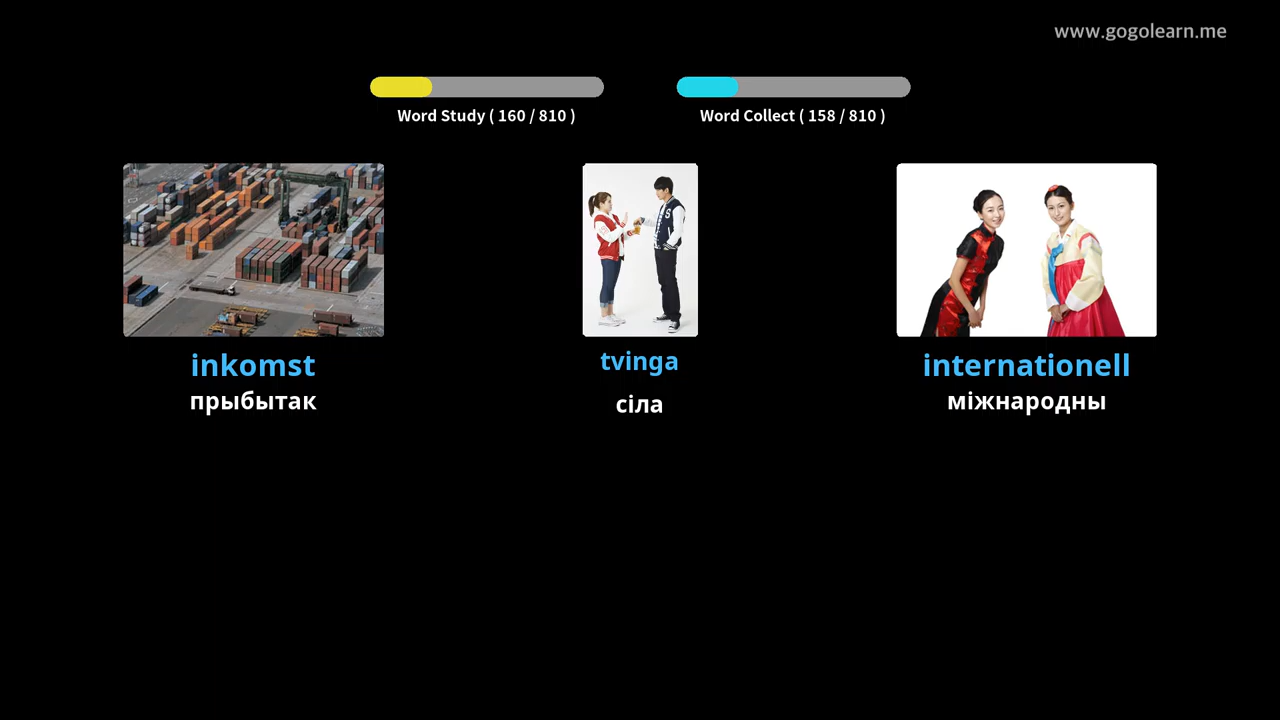 www.gogolearn.me
Word Study ( 160 / 810 )
Word Collect ( 158 / 810 )
inkomst
прыбытак
tvinga
сіла
internationell
міжнародны